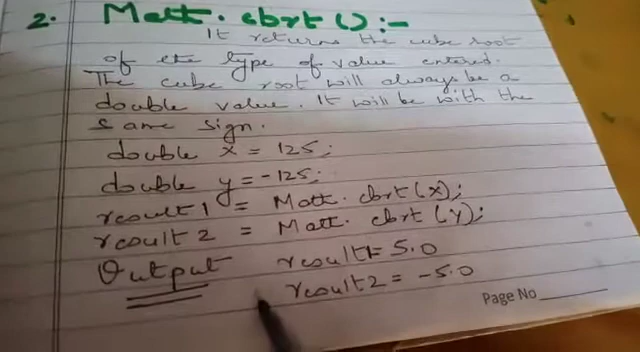 2. Math.cbrt():-
It returns the cube root
of the type of value entered.
The cube root will always be a
double value. It will be with the
same sign.
double x = 125;
double y = -125;
result1 = Math.cbrt(x);
result2 = Math.cbrt(y);
Output result1= 5.0
result2 = -5.0
Page No